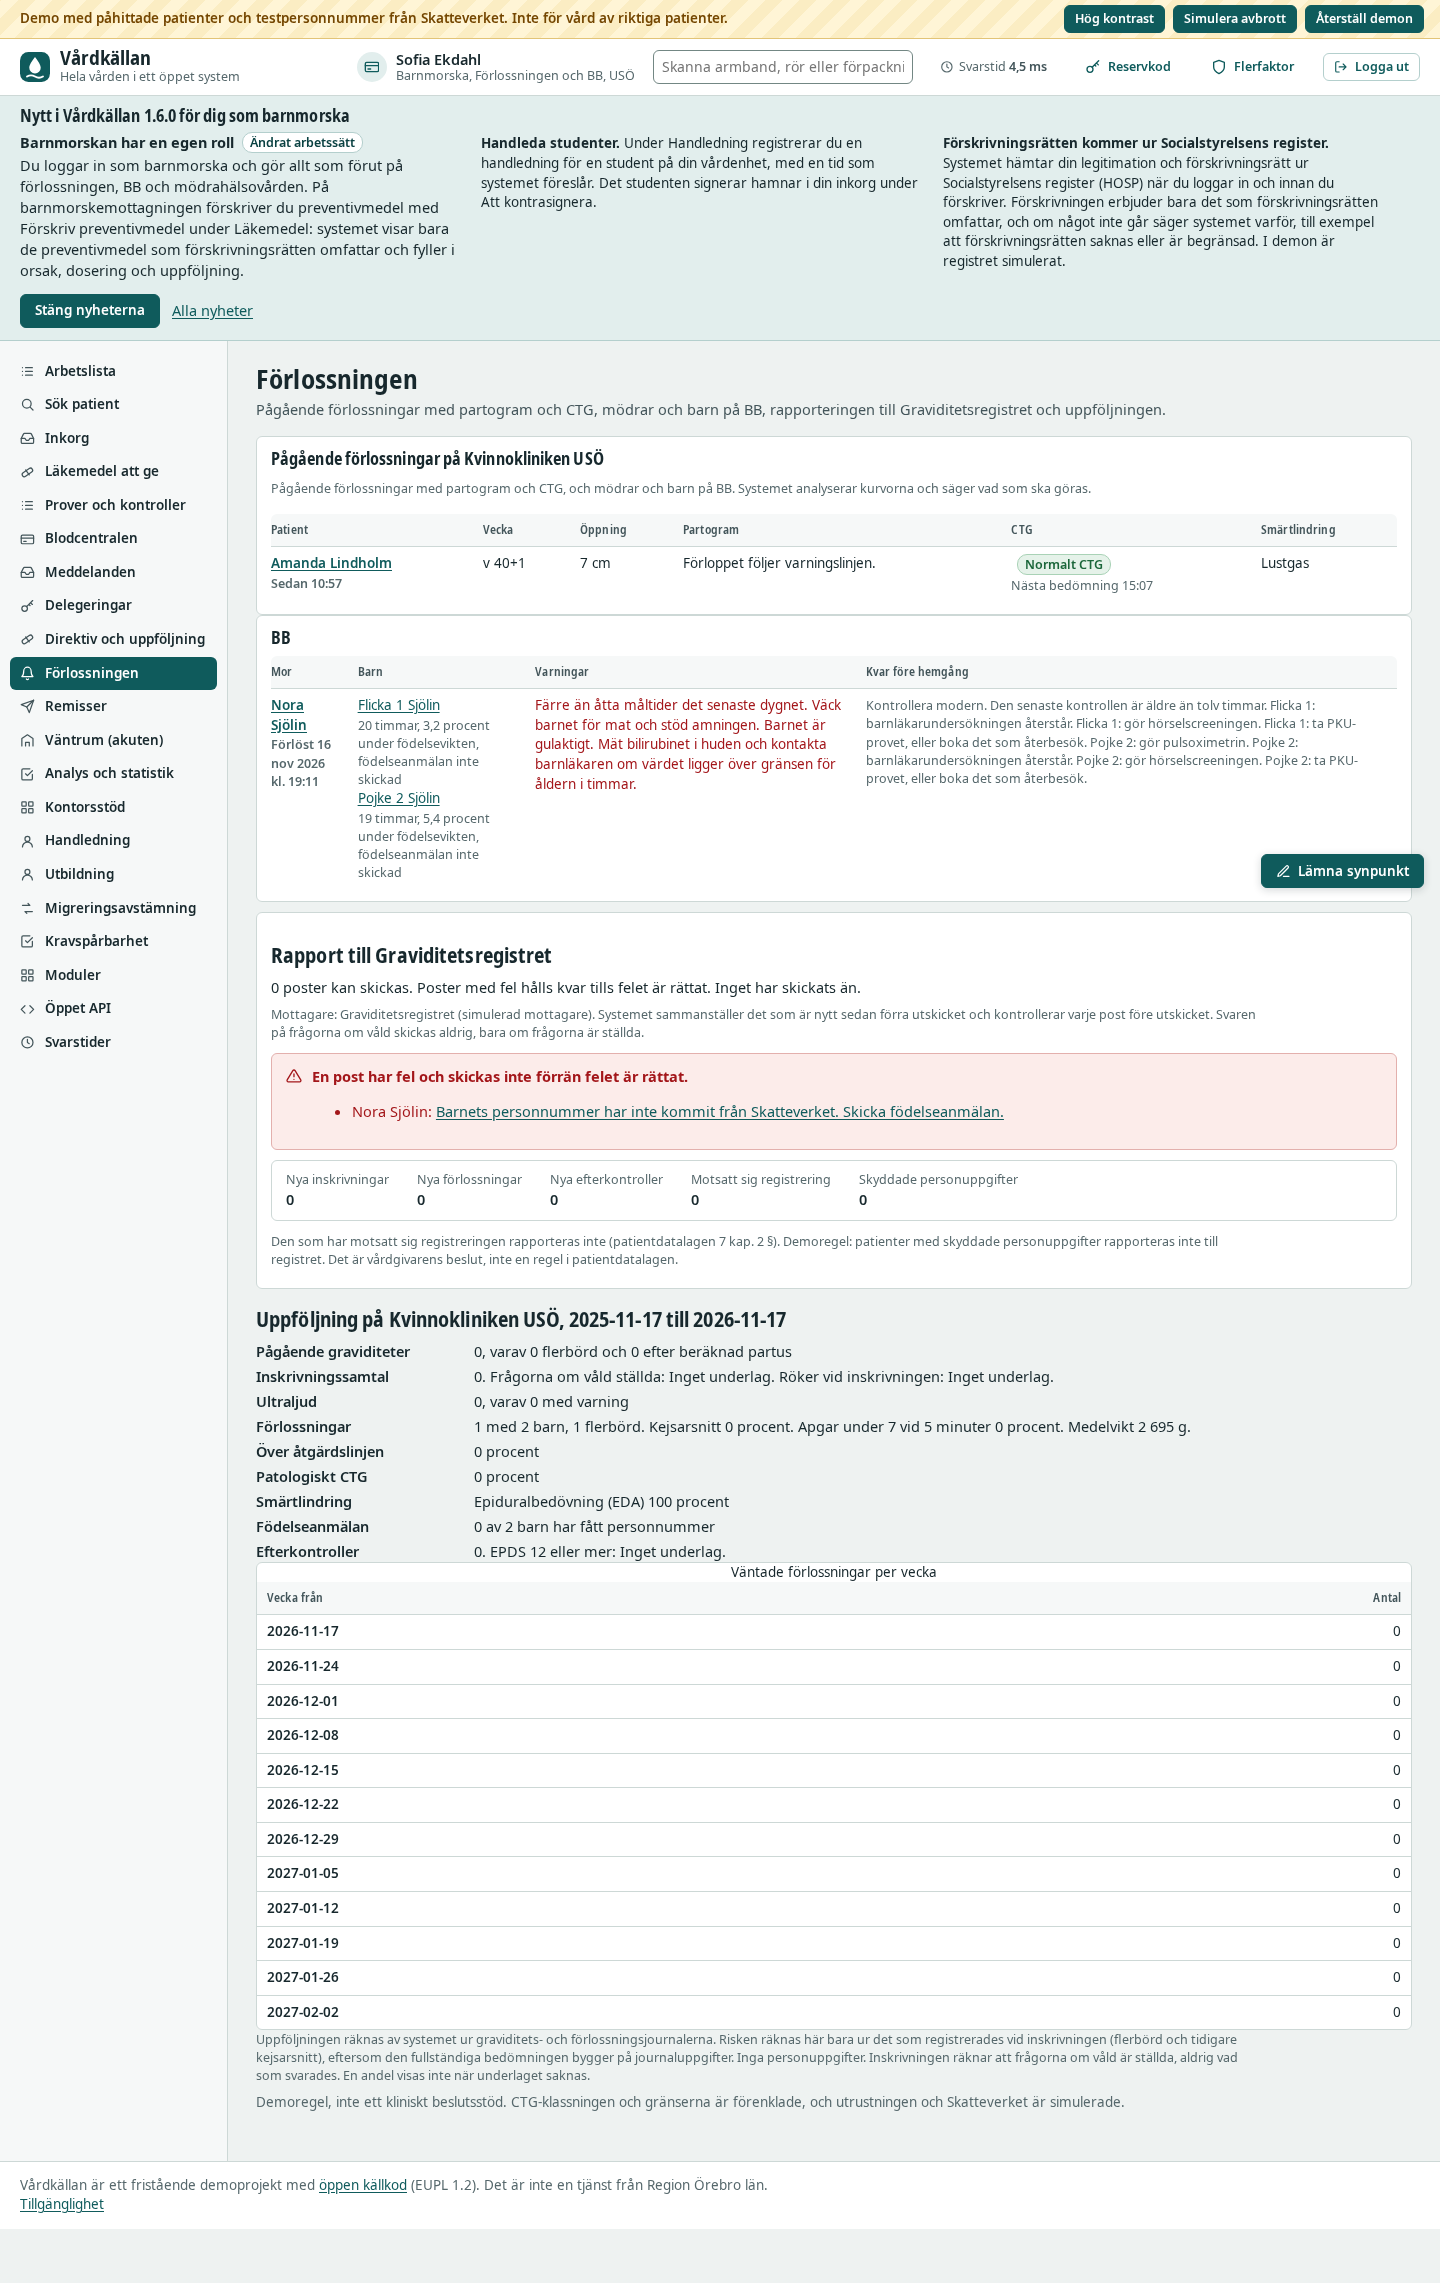 Demo med påhittade patienter och testpersonnummer från Skatteverket. Inte för vård av riktiga patienter.
Hög kontrast
Simulera avbrott
Återställ demon
Vårdkällan
Hela vården i ett öppet system
Sofia Ekdahl
Barnmorska, Förlossningen och BB, USÖ
Skanna armband, rör eller förpackni
Svarstid 4,5 ms
Reservkod
Flerfaktor
Logga ut
Nytt i Vårdkällan 1.6.0 för dig som barnmorska
Barnmorskan har en egen roll Ändrat arbetssätt
Du loggar in som barnmorska och gör allt som förut på
förlossningen, BB och mödrahälsovården. På
barnmorskemottagningen förskriver du preventivmedel med
Förskriv preventivmedel under Läkemedel: systemet visar bara
de preventivmedel som förskrivningsrätten omfattar och fyller i
orsak, dosering och uppföljning.
Handleda studenter. Under Handledning registrerar du en
handledning för en student på din vårdenhet, med en tid som
systemet föreslår. Det studenten signerar hamnar i din inkorg under
Att kontrasignera.
Förskrivningsrätten kommer ur Socialstyrelsens register.
Systemet hämtar din legitimation och förskrivningsrätt ur
Socialstyrelsens register (HOSP) när du loggar in och innan du
förskriver. Förskrivningen erbjuder bara det som förskrivningsrätten
omfattar, och om något inte går säger systemet varför, till exempel
att förskrivningsrätten saknas eller är begränsad. I demon är
registret simulerat.
Stäng nyheterna
Alla nyheter
Arbetslista
Sök patient
Inkorg
Läkemedel att ge
Prover och kontroller
Blodcentralen
Meddelanden
Delegeringar
Direktiv och uppföljning
Förlossningen
Remisser
Väntrum (akuten)
Analys och statistik
Kontorsstöd
Handledning
Utbildning
Migreringsavstämning
Kravspårbarhet
Moduler
Öppet API
Svarstider
Förlossningen
Pågående förlossningar med partogram och CTG, mödrar och barn på BB, rapporteringen till Graviditetsregistret och uppföljningen.
Pågående förlossningar på Kvinnokliniken USÖ
Pågående förlossningar med partogram och CTG, och mödrar och barn på BB. Systemet analyserar kurvorna och säger vad som ska göras.
Patient Vecka Öppning Partogram CTG Smärtlindring
Amanda Lindholm v 40+1 7 cm Förloppet följer varningslinjen. Normalt CTG Lustgas
Sedan 10:57 Nästa bedömning 15:07
BB
Mor Barn Varningar Kvar före hemgång
Nora
Sjölin
Förlöst 16
nov 2026
kl. 19:11
Flicka 1 Sjölin
20 timmar, 3,2 procent
under födelsevikten,
födelseanmälan inte
skickad
Pojke 2 Sjölin
19 timmar, 5,4 procent
under födelsevikten,
födelseanmälan inte
skickad
Färre än åtta måltider det senaste dygnet. Väck
barnet för mat och stöd amningen. Barnet är
gulaktigt. Mät bilirubinet i huden och kontakta
barnläkaren om värdet ligger över gränsen för
åldern i timmar.
Kontrollera modern. Den senaste kontrollen är äldre än tolv timmar. Flicka 1:
barnläkarundersökningen återstår. Flicka 1: gör hörselscreeningen. Flicka 1: ta PKU-
provet, eller boka det som återbesök. Pojke 2: gör pulsoximetrin. Pojke 2:
barnläkarundersökningen återstår. Pojke 2: gör hörselscreeningen. Pojke 2: ta PKU-
provet, eller boka det som återbesök.
Lämna synpunkt
Rapport till Graviditetsregistret
0 poster kan skickas. Poster med fel hålls kvar tills felet är rättat. Inget har skickats än.
Mottagare: Graviditetsregistret (simulerad mottagare). Systemet sammanställer det som är nytt sedan förra utskicket och kontrollerar varje post före utskicket. Svaren
på frågorna om våld skickas aldrig, bara om frågorna är ställda.
En post har fel och skickas inte förrän felet är rättat.
• Nora Sjölin: Barnets personnummer har inte kommit från Skatteverket. Skicka födelseanmälan.
Nya inskrivningar Nya förlossningar Nya efterkontroller Motsatt sig registrering Skyddade personuppgifter
0 0 0 0 0
Den som har motsatt sig registreringen rapporteras inte (patientdatalagen 7 kap. 2 §). Demoregel: patienter med skyddade personuppgifter rapporteras inte till
registret. Det är vårdgivarens beslut, inte en regel i patientdatalagen.
Uppföljning på Kvinnokliniken USÖ, 2025-11-17 till 2026-11-17
Pågående graviditeter 0, varav 0 flerbörd och 0 efter beräknad partus
Inskrivningssamtal 0. Frågorna om våld ställda: Inget underlag. Röker vid inskrivningen: Inget underlag.
Ultraljud 0, varav 0 med varning
Förlossningar 1 med 2 barn, 1 flerbörd. Kejsarsnitt 0 procent. Apgar under 7 vid 5 minuter 0 procent. Medelvikt 2 695 g.
Över åtgärdslinjen 0 procent
Patologiskt CTG 0 procent
Smärtlindring Epiduralbedövning (EDA) 100 procent
Födelseanmälan 0 av 2 barn har fått personnummer
Efterkontroller 0. EPDS 12 eller mer: Inget underlag.
Väntade förlossningar per vecka
Vecka från Antal
2026-11-17 0
2026-11-24 0
2026-12-01 0
2026-12-08 0
2026-12-15 0
2026-12-22 0
2026-12-29 0
2027-01-05 0
2027-01-12 0
2027-01-19 0
2027-01-26 0
2027-02-02 0
Uppföljningen räknas av systemet ur graviditets- och förlossningsjournalerna. Risken räknas här bara ur det som registrerades vid inskrivningen (flerbörd och tidigare
kejsarsnitt), eftersom den fullständiga bedömningen bygger på journaluppgifter. Inga personuppgifter. Inskrivningen räknar att frågorna om våld är ställda, aldrig vad
som svarades. En andel visas inte när underlaget saknas.
Demoregel, inte ett kliniskt beslutsstöd. CTG-klassningen och gränserna är förenklade, och utrustningen och Skatteverket är simulerade.
Vårdkällan är ett fristående demoprojekt med öppen källkod (EUPL 1.2). Det är inte en tjänst från Region Örebro län.
Tillgänglighet